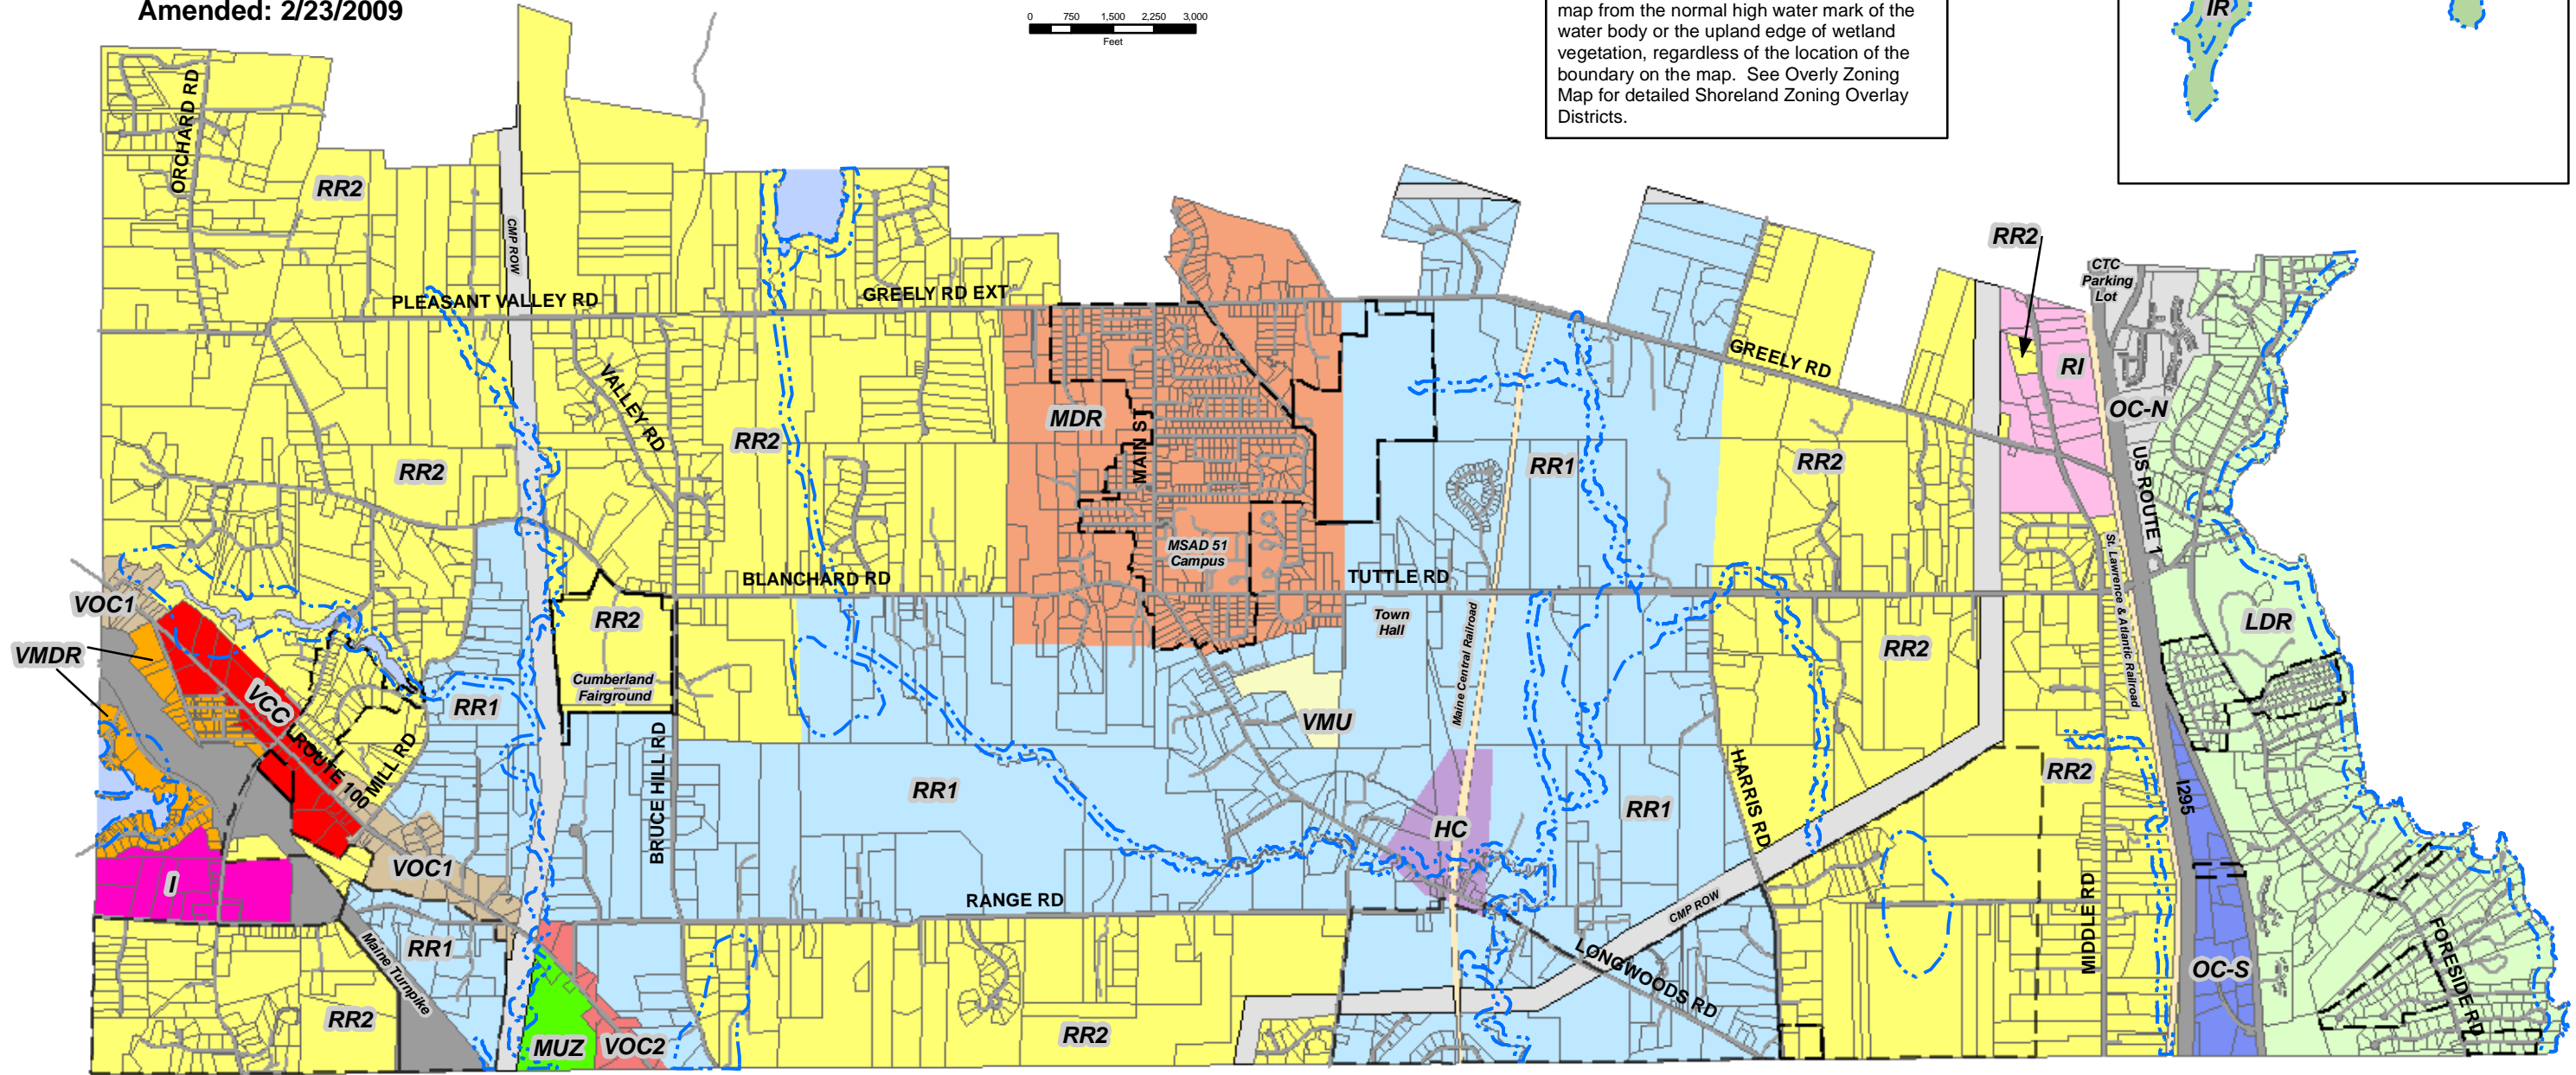 Amended: 2/23/2009
0 750 1,500 2,250 3,000
Feet
map from the normal high water mark of the
water body or the upland edge of wetland
vegetation, regardless of the location of the
boundary on the map. See Overly Zoning
Map for detailed Shoreland Zoning Overlay
Districts.
IR
ORCHARD RD
RR2
CMP ROW
PLEASANT VALLEY RD
GREELY RD EXT
RR2
CTC
Parking
Lot
VALLEY RD
RR2
RR2
MDR
MAIN ST
MSAD 51
Campus
RR1
GREELY RD
RR2
RI
OC-N
US ROUTE 1
BLANCHARD RD
TUTTLE RD
Town
Hall
Maine Central Railroad
St. Lawrence & Atlantic Railroad
LDR
VOC1
VMDR
VCC
ROUTE 100
MILL RD
RR1
RR2
Cumberland
Fairground
BRUCE HILL RD
VMU
RR2
HARRIS RD
RR2
I295
RR1
HC
RR1
VOC1
I
RANGE RD
CMP ROW
MIDDLE RD
LONGWOODS RD
FORESIDE RD
OC-S
RR1
Maine Turnpike
RR2
MUZ
VOC2
RR2